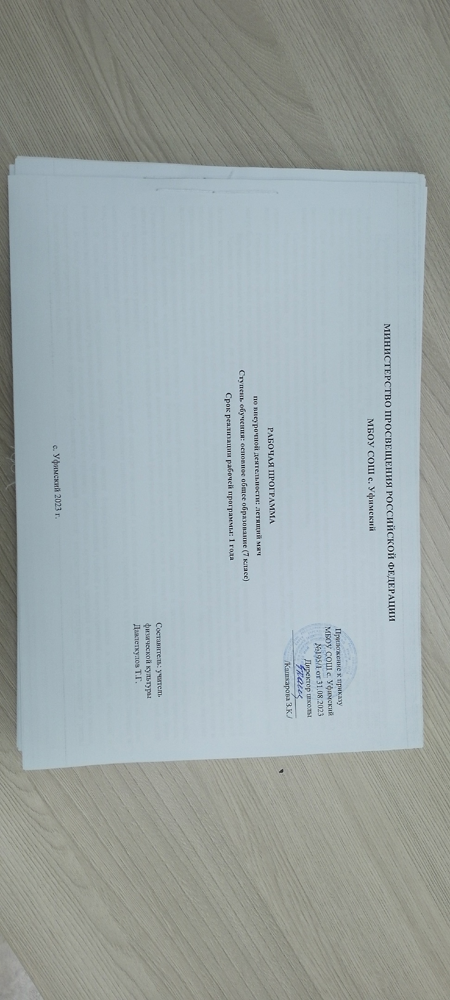 МИНИСТЕРСТВО ПРОСВЕЩЕНИЯ РОССИЙСКОЙ ФЕДЕРАЦИИ
МБОУ СОШ с. Уфимский
Приложение к приказу
МБОУ СОШ с. Уфимский
№195/1 от 31.08.2023
Директор школы
/Кашкарова З.К./
РАБОЧАЯ ПРОГРАММА
по внеурочной деятельности: летящий мяч
Ступень обучения: основное общее образование (7 класс)
Срок реализации рабочей программы: 1 года
Составитель: учитель
физической культуры
Давлеткулов Т.Г.
с. Уфимский 2023 г.